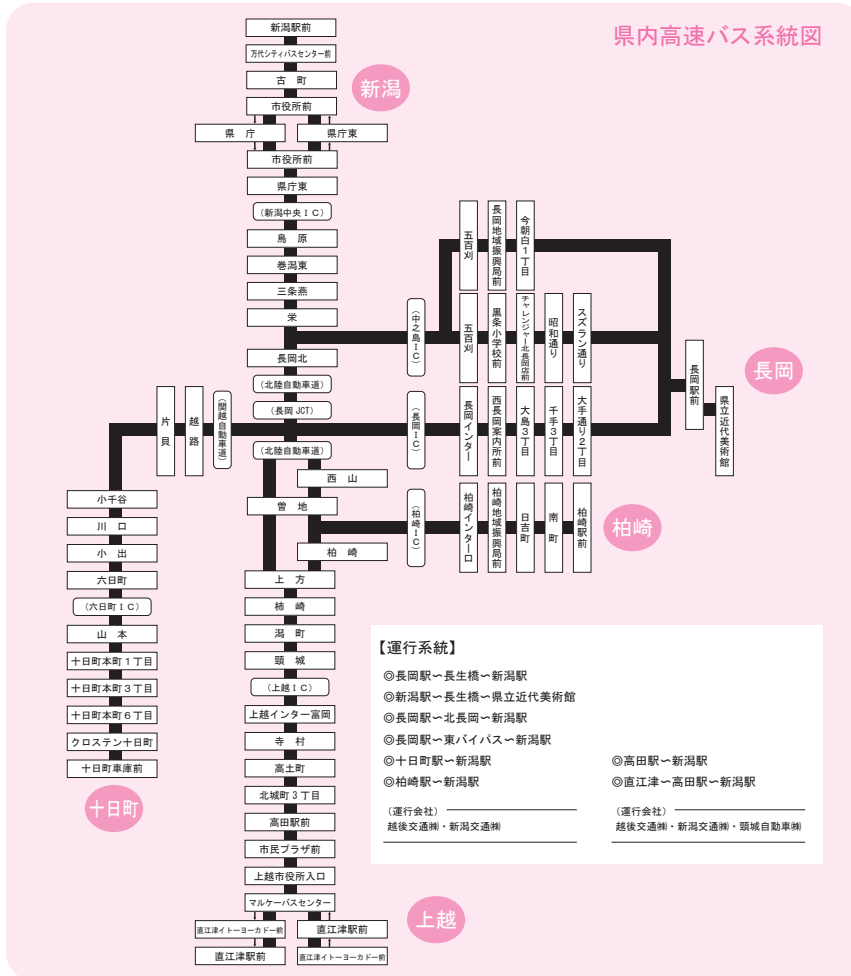 県内高速バス系統図
新潟駅前
万代シティバスセンター前
古町
市役所前
新潟
県庁
県庁東
市役所前
県庁東
(新潟中央IC)
鳥原
巻潟東
三条燕
栄
長岡北
(北陸自動車道)
(長岡JCT)
(北陸自動車道)
(中之島IC)
五百刈
長岡地域振興局前
今朝白1丁目
五百刈
黒条小学校前
チャレンジャー北長岡店前
昭和通り
スズラン通り
長岡
長岡駅前
県立近代美術館
(長岡IC)
長岡インター
西長岡案内所前
大島3丁目
千手3丁目
大手通り2丁目
(関越自動車道)
越路
片貝
小千谷
川口
小出
六日町
(六日町IC)
山本
十日町本町1丁目
十日町本町3丁目
十日町本町6丁目
クロステン十日町
十日町車庫前
十日町
西山
曽地
柏崎
(柏崎IC)
柏崎インター口
柏崎地域振興局前
日吉町
南町
柏崎駅前
柏崎
上方
柿崎
潟町
頸城
(上越IC)
上越インター富岡
寺村
高土町
北城町3丁目
高田駅前
市民プラザ前
上越市役所入口
マルケーバスセンター
上越
直江津イトーヨーカドー前
直江津駅前
直江津駅前
直江津イトーヨーカドー前
【運行系統】
◎長岡駅〜長生橋〜新潟駅
◎新潟駅〜長生橋〜県立近代美術館
◎長岡駅〜北長岡〜新潟駅
◎長岡駅〜東バイパス〜新潟駅
◎十日町駅〜新潟駅
◎柏崎駅〜新潟駅
(運行会社)
越後交通㈱・新潟交通㈱
◎高田駅〜新潟駅
◎直江津〜高田駅〜新潟駅
(運行会社)
越後交通㈱・新潟交通㈱・頸城自動車㈱